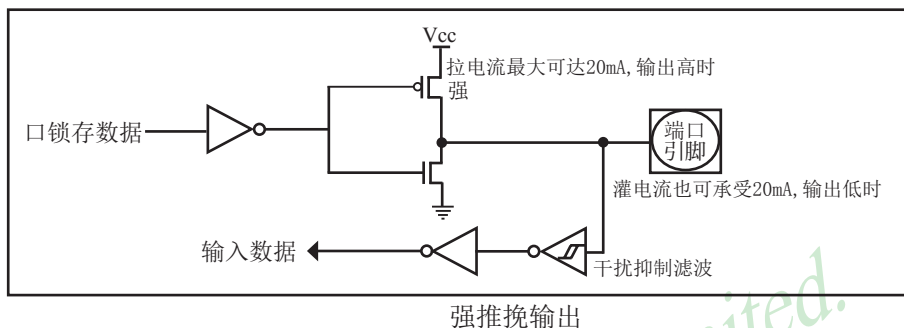 Vcc
拉电流最大可达20mA,输出高时
强
口锁存数据
端口
引脚
灌电流也可承受20mA,输出低时
输入数据
干扰抑制滤波
强推挽输出